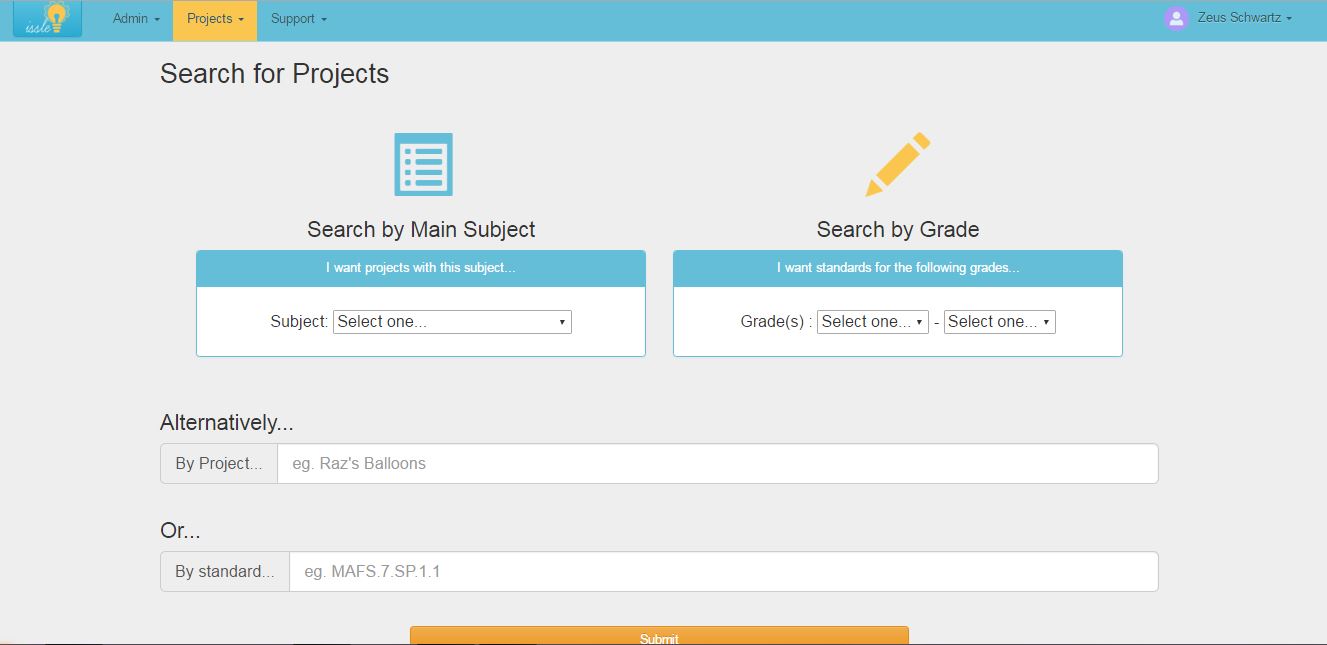 issle
Admin
Projects
Support
Zeus Schwartz
Search for Projects
Search by Main Subject
I want projects with this subject...
Subject: Select one...
Search by Grade
I want standards for the following grades...
Grade(s) : Select one... - Select one...
Alternatively...
By Project... eg. Raz's Balloons
Or...
By standard... eg. MAFS.7.SP.1.1
Submit